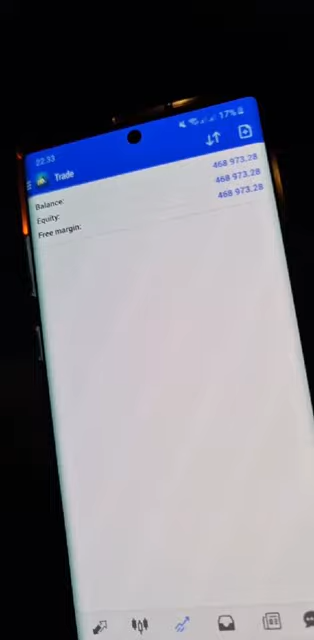 22:33 17%
Trade
Balance: 468 973.28
Equity: 468 973.28
Free margin: 468 973.28